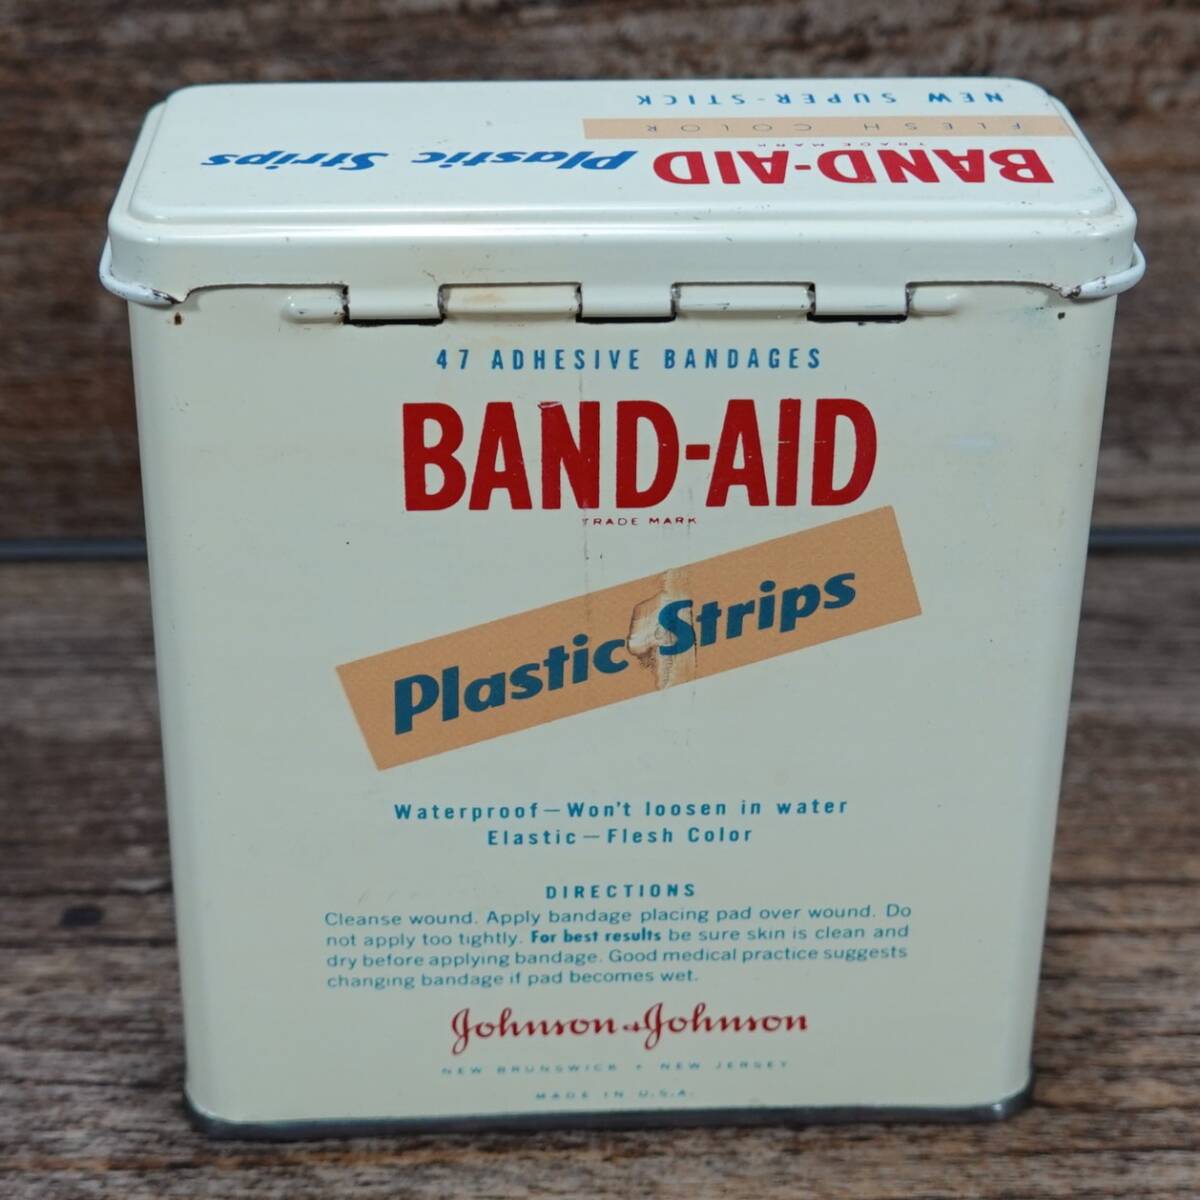 NEW SUPER-STICK
FLESH COLOR
TRADE MARK
BAND-AID Plastic Strips
47 ADHESIVE BANDAGES
BAND-AID
TRADE MARK
Plastic Strips
Waterproof—Won't loosen in water
Elastic—Flesh Color
DIRECTIONS
Cleanse wound. Apply bandage placing pad over wound. Do
not apply too tightly. For best results be sure skin is clean and
dry before applying bandage. Good medical practice suggests
changing bandage if pad becomes wet.
Johnson & Johnson
NEW BRUNSWICK • NEW JERSEY
MADE IN U.S.A.